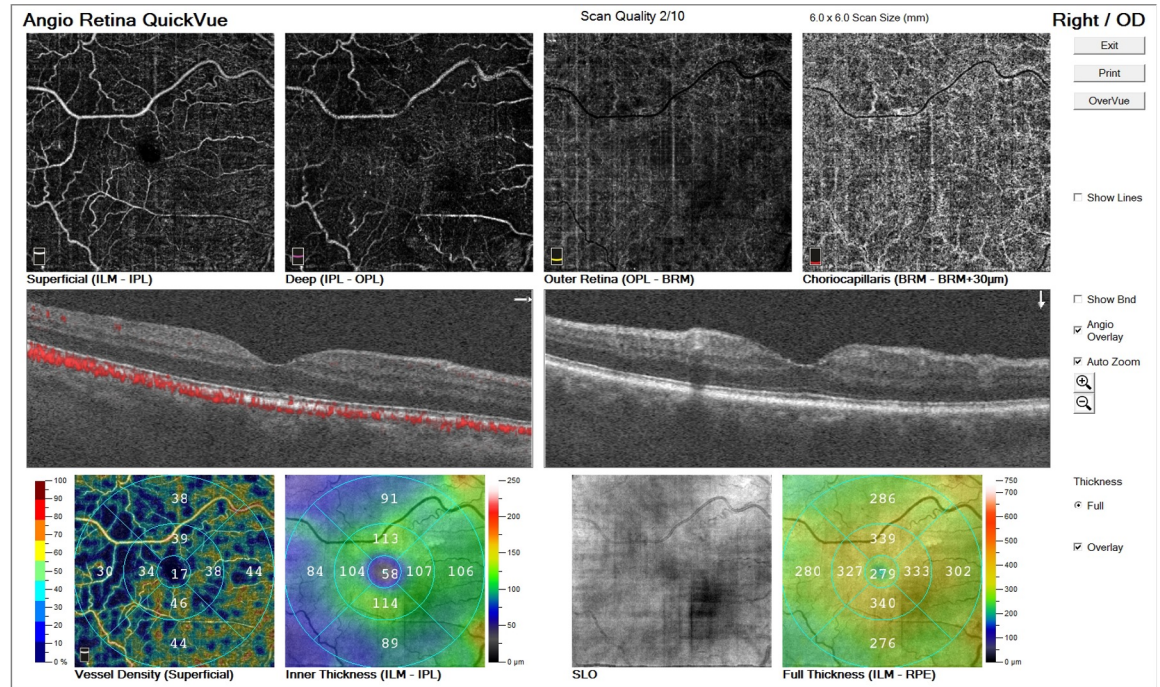 Angio Retina QuickVue
Scan Quality 2/10
6.0 x 6.0 Scan Size (mm)
Right / OD
Exit
Print
OverVue
Show Lines
Superficial (ILM - IPL)
Deep (IPL - OPL)
Outer Retina (OPL - BRM)
Choriocapillaris (BRM - BRM+30µm)
Show Bnd
Angio
Overlay
Auto Zoom
100
90
80
70
60
50
40
30
20
10
0 %
38
39
30 34 17 38 44
46
44
Vessel Density (Superficial)
91
113
84 104 58 107 106
114
89
Inner Thickness (ILM - IPL)
250
200
150
100
50
0 µm
SLO
286
339
280 327 279 333 302
340
276
Full Thickness (ILM - RPE)
750
700
600
500
400
300
200
100
0 µm
Thickness
Full
Overlay